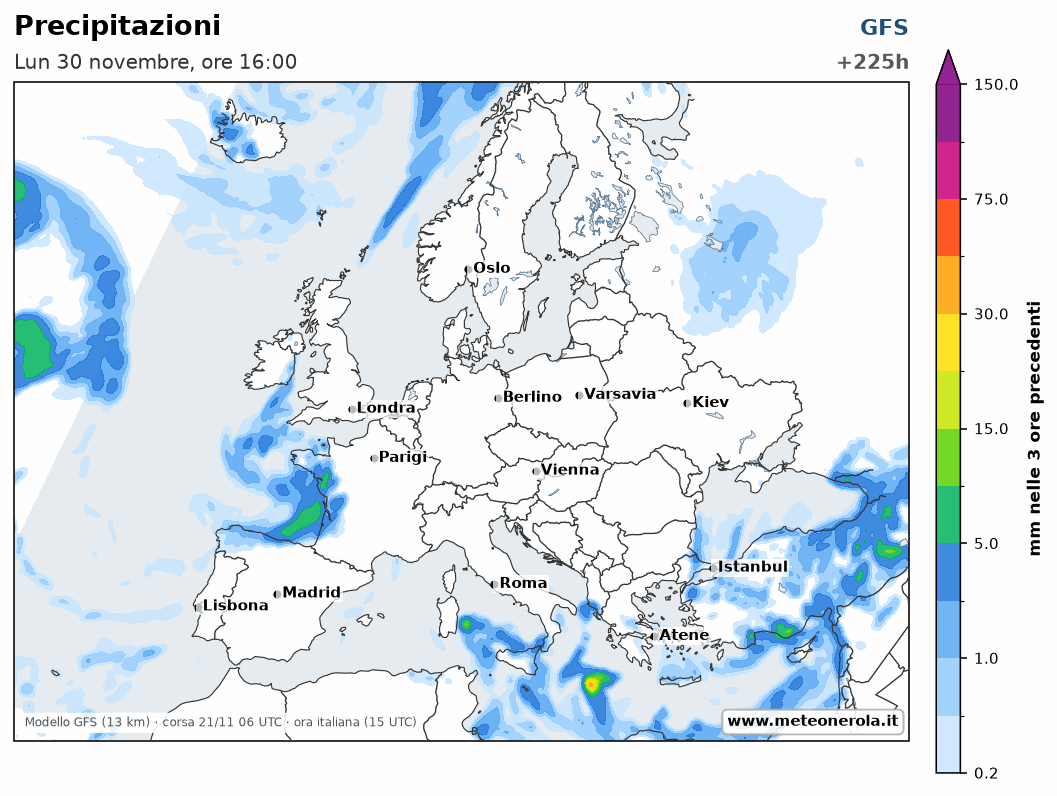 Precipitazioni
GFS
Lun 30 novembre, ore 16:00
+225h
150.0
75.0
30.0
15.0
5.0
1.0
0.2
mm nelle 3 ore precedenti
Oslo
Berlino
Varsavia
Kiev
Londra
Parigi
Vienna
Istanbul
Roma
Madrid
Lisbona
Atene
Modello GFS (13 km) · corsa 21/11 06 UTC · ora italiana (15 UTC)
www.meteonerola.it